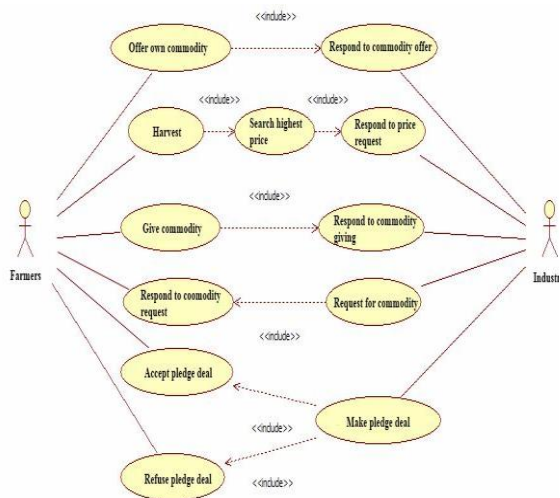 <<include>>
Offer own commodity
Respond to commodity offer
<<include>>
<<include>>
Harvest
Search highest
price
Respond to price
request
<<include>>
Give commodity
Respond to commodity
giving
Farmers
Industr
Respond to coomodity
request
Request for commodity
<<include>>
Accept pledge deal
Make pledge deal
<<include>>
Refuse pledge deal
<<include>>